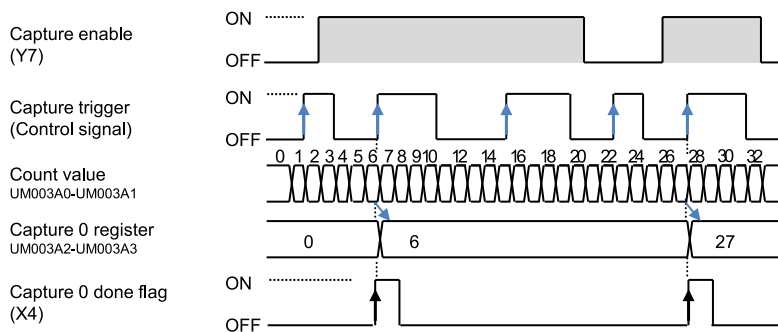 Capture enable
(Y7)
ON
OFF
Capture trigger
(Control signal)
ON
OFF
0 1 2 3 4 5 6 7 8 9 10 12 14 16 18 20 22 24 26 28 30 32
Count value
UM003A0-UM003A1
Capture 0 register
UM003A2-UM003A3
0 6 27
Capture 0 done flag
(X4)
ON
OFF